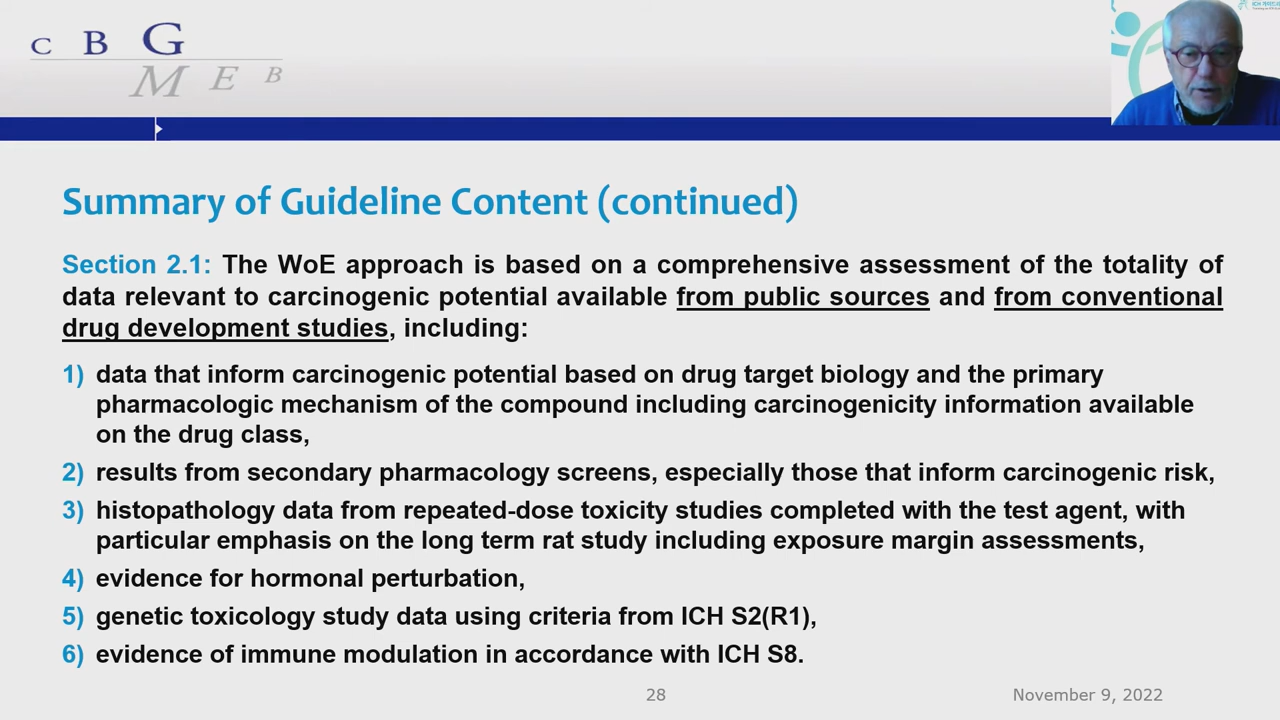 C B G
M E B
Summary of Guideline Content (continued)
Section 2.1: The WoE approach is based on a comprehensive assessment of the totality of
data relevant to carcinogenic potential available from public sources and from conventional
drug development studies, including:
1) data that inform carcinogenic potential based on drug target biology and the primary
pharmacologic mechanism of the compound including carcinogenicity information available
on the drug class,
2) results from secondary pharmacology screens, especially those that inform carcinogenic risk,
3) histopathology data from repeated-dose toxicity studies completed with the test agent, with
particular emphasis on the long term rat study including exposure margin assessments,
4) evidence for hormonal perturbation,
5) genetic toxicology study data using criteria from ICH S2(R1),
6) evidence of immune modulation in accordance with ICH S8.
28
November 9, 2022